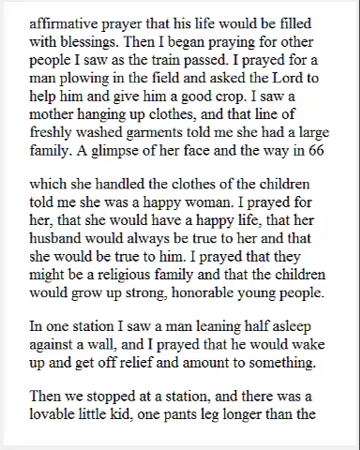 affirmative prayer that his life would be filled
with blessings. Then I began praying for other
people I saw as the train passed. I prayed for a
man plowing in the field and asked the Lord to
help him and give him a good crop. I saw a
mother hanging up clothes, and that line of
freshly washed garments told me she had a large
family. A glimpse of her face and the way in 66
which she handled the clothes of the children
told me she was a happy woman. I prayed for
her, that she would have a happy life, that her
husband would always be true to her and that
she would be true to him. I prayed that they
might be a religious family and that the children
would grow up strong, honorable young people.
In one station I saw a man leaning half asleep
against a wall, and I prayed that he would wake
up and get off relief and amount to something.
Then we stopped at a station, and there was a
lovable little kid, one pants leg longer than the